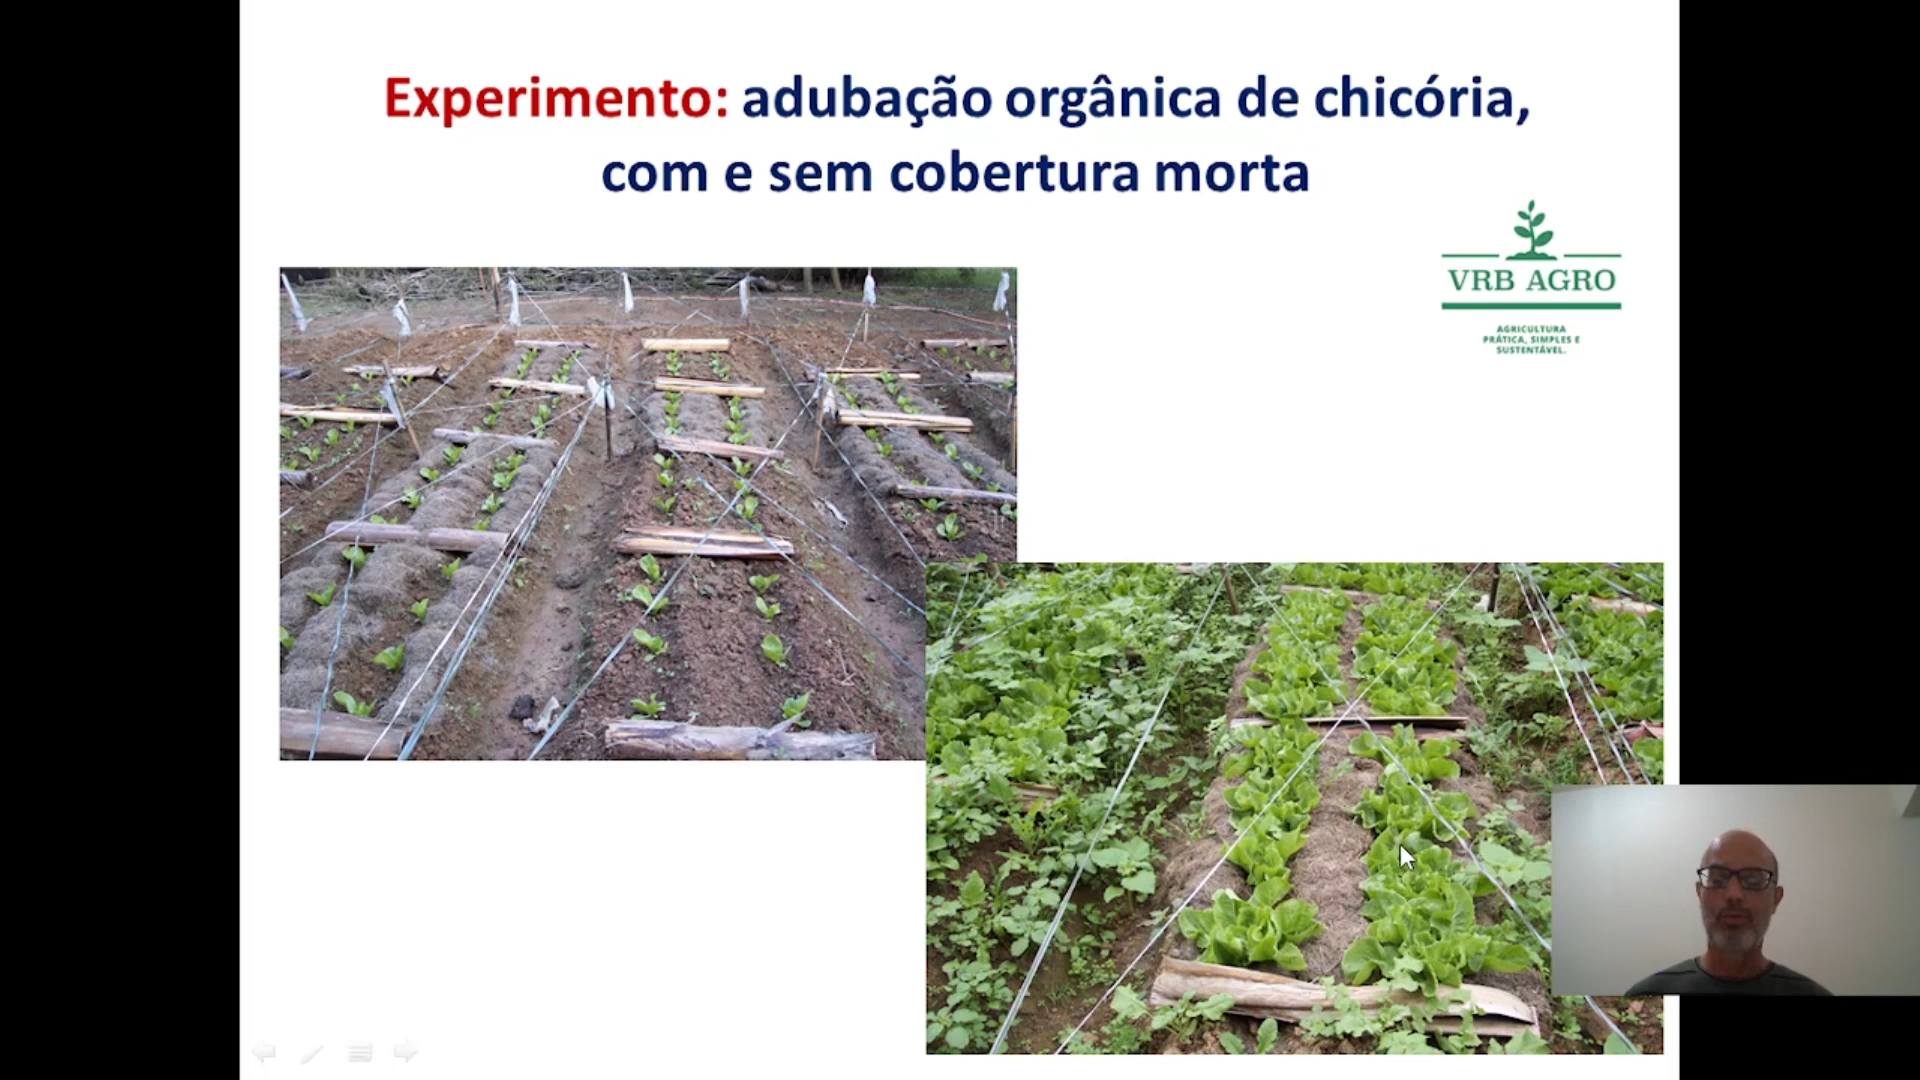 Experimento: adubação orgânica de chicória,
com e sem cobertura morta
VRB AGRO
AGRICULTURA
PRÁTICA, SIMPLES E
SUSTENTÁVEL.